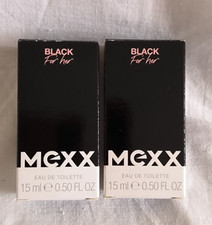 BLACK
For her
MEXX
EAU DE TOILETTE
15 ml ℮ 0.50 FL OZ
BLACK
For her
MEXX
EAU DE TOILETTE
15 ml ℮ 0.50 FL OZ